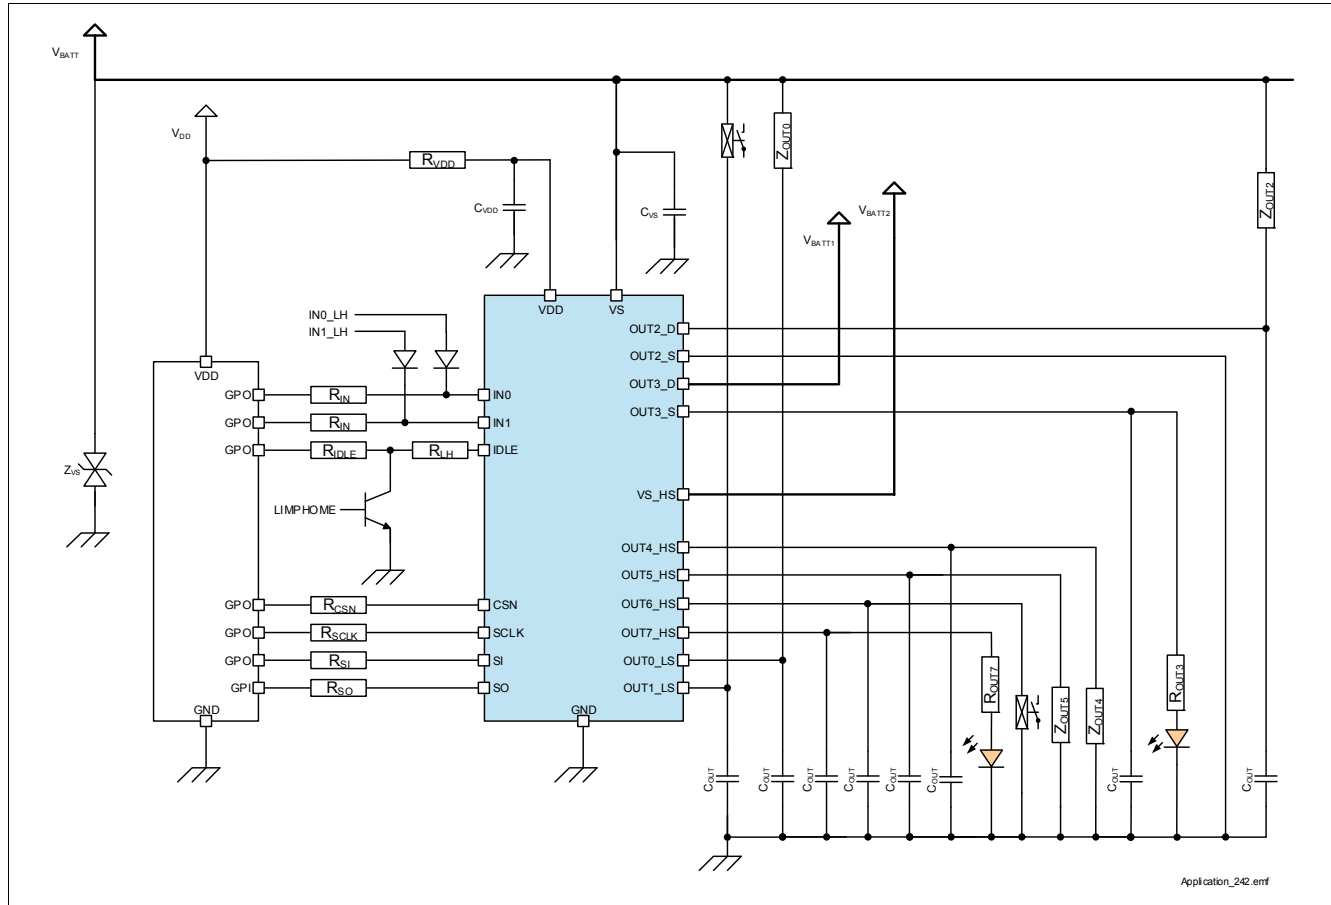 VBATT
VDD
RVDD
CVDD
CVS
ZOUT0
ZOUT2
VBATT2
VBATT1
VDD
VS
IN0_LH
IN1_LH
OUT2_D
OUT2_S
OUT3_D
OUT3_S
VS_HS
OUT4_HS
OUT5_HS
OUT6_HS
OUT7_HS
OUT0_LS
OUT1_LS
VDD
GPO
RIN
IN0
GPO
RIN
IN1
GPO
RIDLE
RLH
IDLE
ZVS
LIMPHOME
GPO
RCSN
CSN
GPO
RSCLK
SCLK
GPO
RSI
SI
GPI
RSO
SO
GND
GND
ROUT7
ZOUT5
ZOUT4
ROUT3
COUT
COUT
COUT
COUT
COUT
COUT
COUT
COUT
Application_242.emf